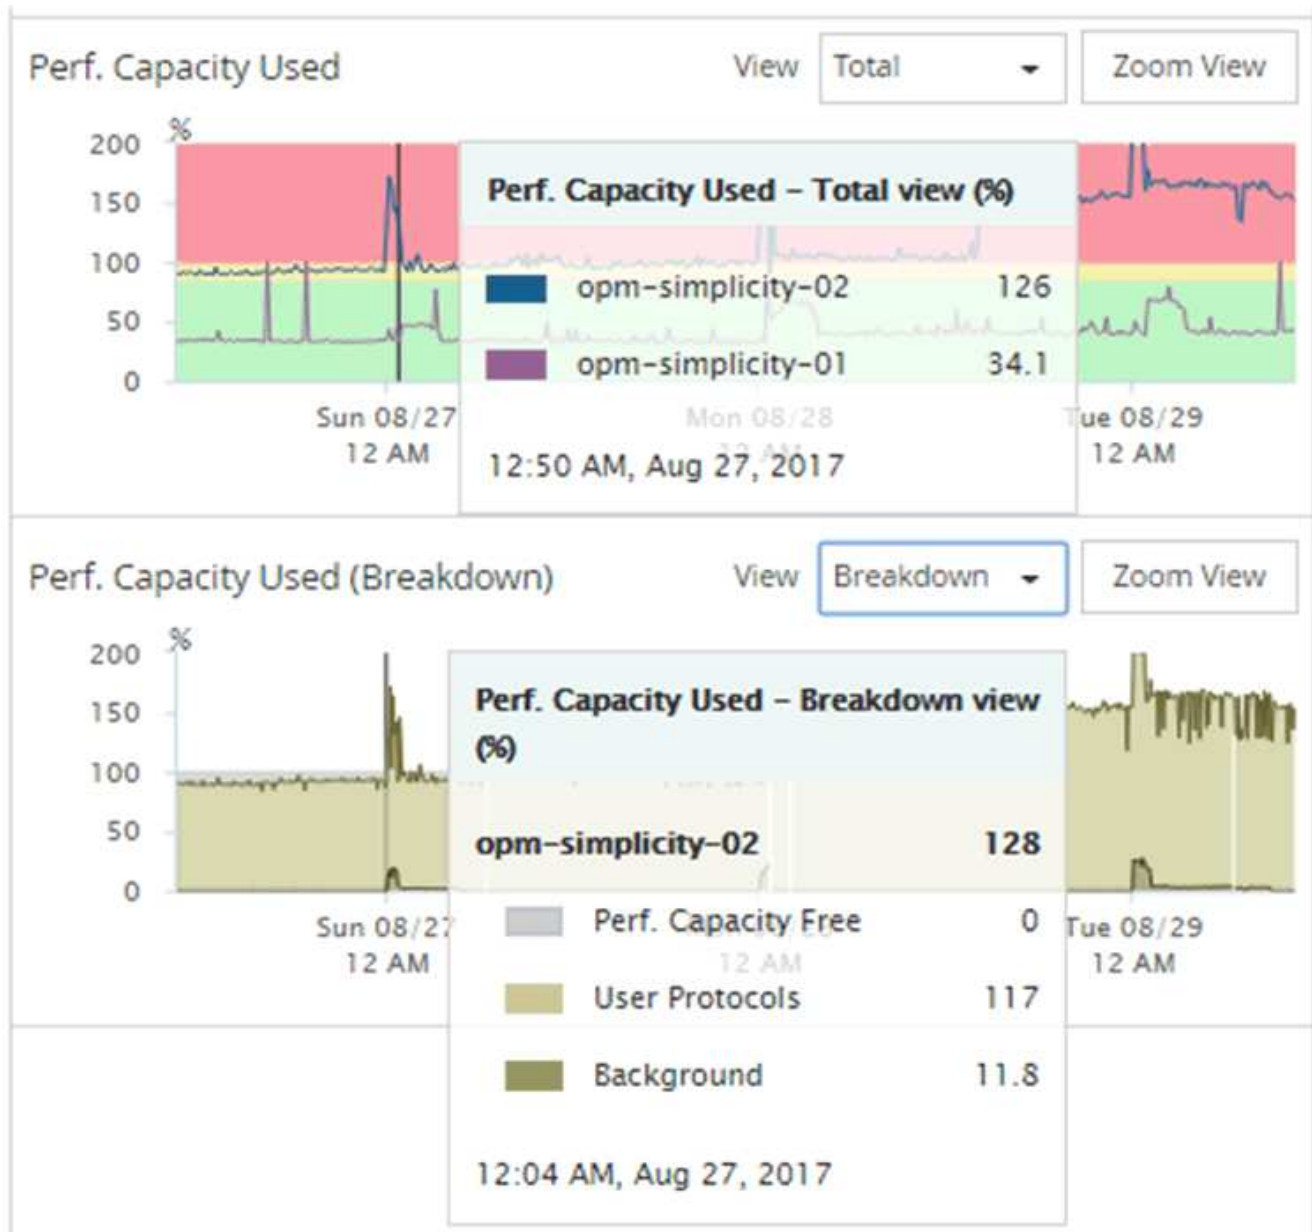 Perf. Capacity Used View Total Zoom View
%
200
150
100
50
0
Perf. Capacity Used - Total view (%)
opm-simplicity-02 126
opm-simplicity-01 34.1
12:50 AM, Aug 27, 2017
Sun 08/27 Mon 08/28 Tue 08/29
12 AM 12 AM 12 AM
Perf. Capacity Used (Breakdown) View Breakdown Zoom View
%
200
150
100
50
0
Perf. Capacity Used - Breakdown view
(%)
opm-simplicity-02 128
Perf. Capacity Free 0
User Protocols 117
Background 11.8
12:04 AM, Aug 27, 2017
Sun 08/27 Tue 08/29
12 AM 12 AM 12 AM